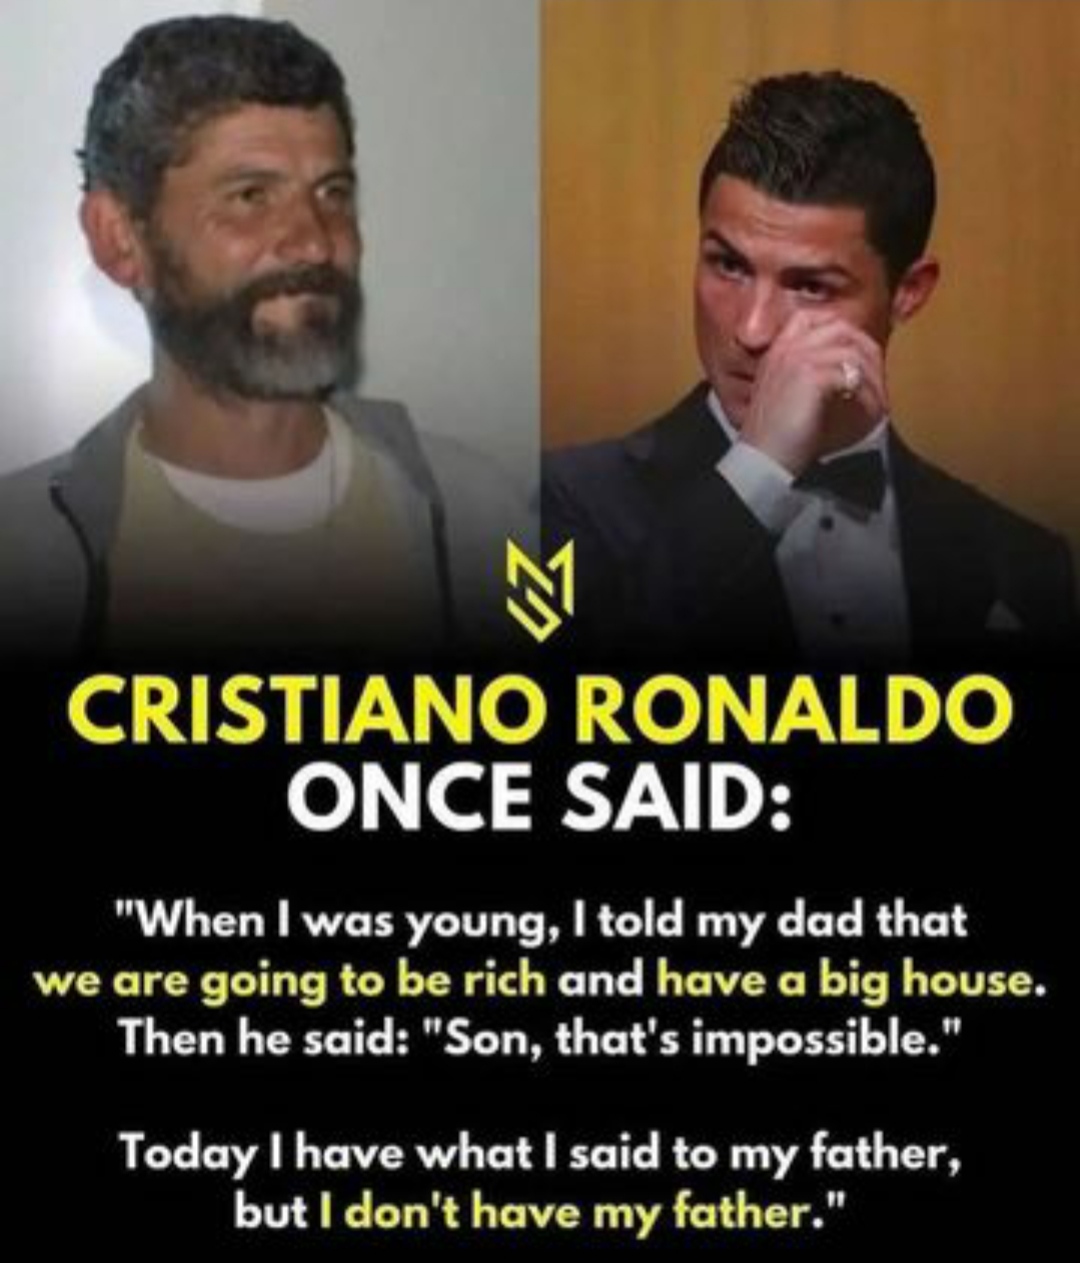 CRISTIANO RONALDO
ONCE SAID:
"When I was young, I told my dad that
we are going to be rich and have a big house.
Then he said: "Son, that's impossible."
Today I have what I said to my father,
but I don't have my father."